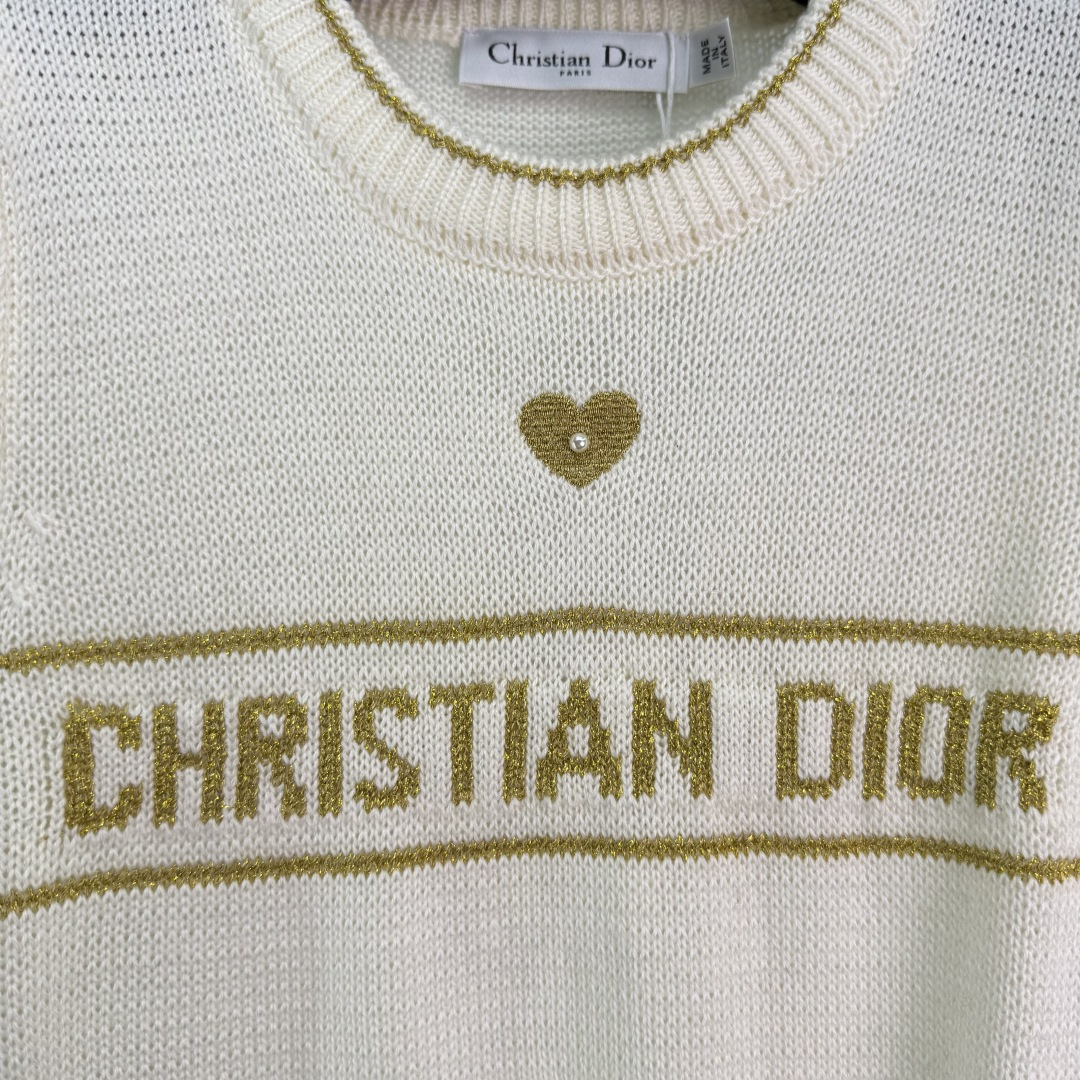 Christian Dior
PARIS
MADE
IN
ITALY
CHRISTIAN DIOR